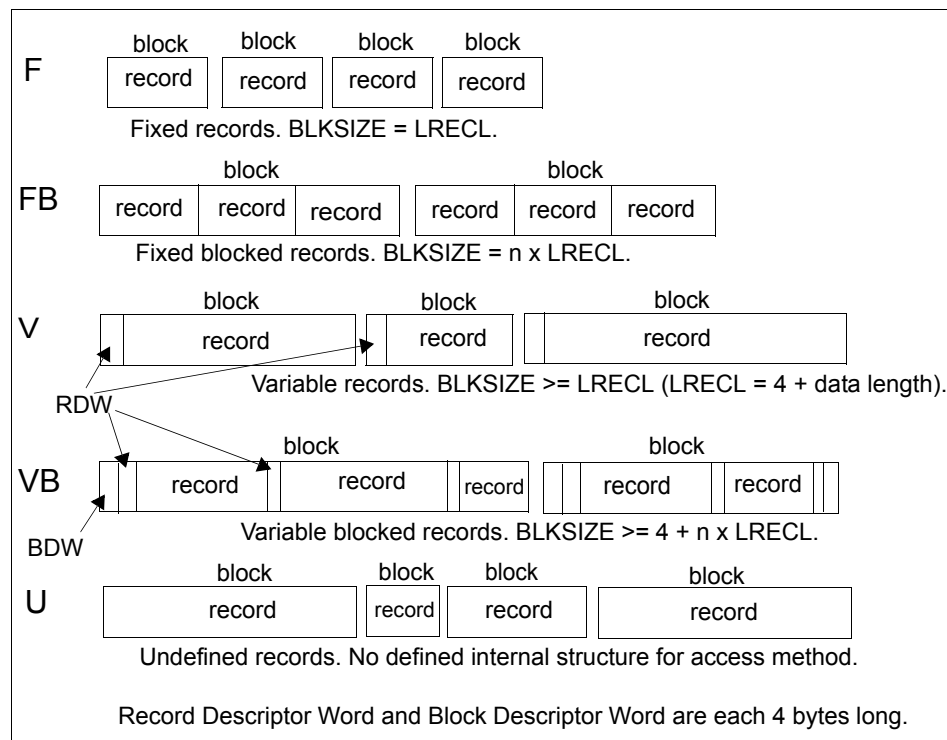 block block block block
F record record record record
Fixed records. BLKSIZE = LRECL.
block block
FB record record record record record record
Fixed blocked records. BLKSIZE = n x LRECL.
block block block
V record record record
Variable records. BLKSIZE >= LRECL (LRECL = 4 + data length).
RDW
block block
VB record record record record record
Variable blocked records. BLKSIZE >= 4 + n x LRECL.
BDW
block block block block
U record record record record
Undefined records. No defined internal structure for access method.
Record Descriptor Word and Block Descriptor Word are each 4 bytes long.